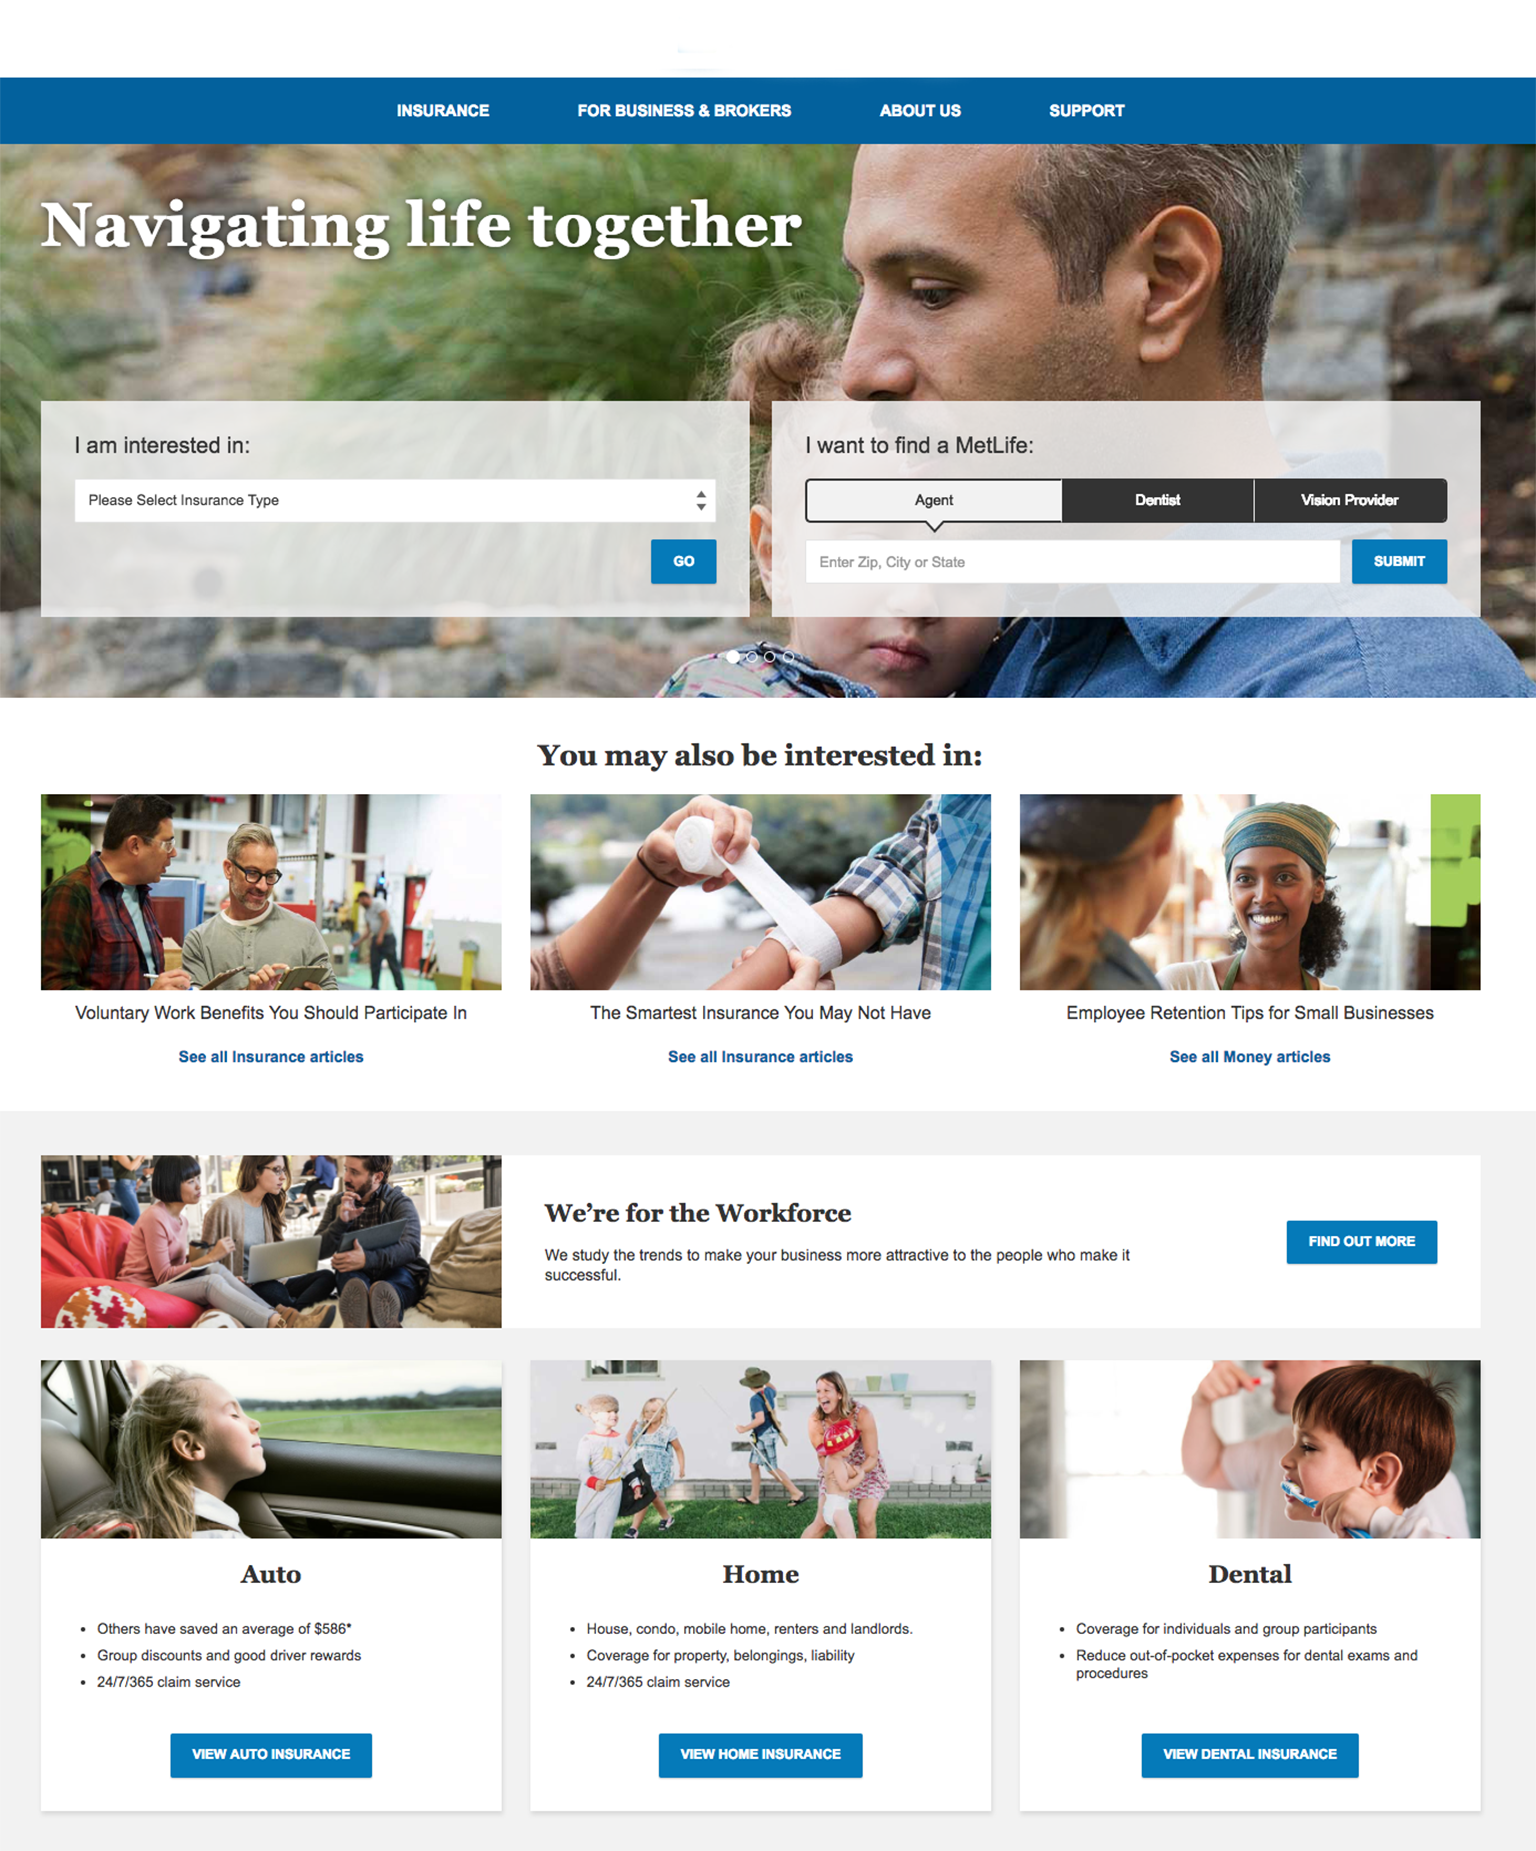 INSURANCE
FOR BUSINESS & BROKERS
ABOUT US
SUPPORT
Navigating life together
I am interested in:
Please Select Insurance Type
GO
I want to find a MetLife:
Agent
Dentist
Vision Provider
Enter Zip, City or State
SUBMIT
You may also be interested in:
Voluntary Work Benefits You Should Participate In
See all Insurance articles
The Smartest Insurance You May Not Have
See all Insurance articles
Employee Retention Tips for Small Businesses
See all Money articles
We’re for the Workforce
We study the trends to make your business more attractive to the people who make it
successful.
FIND OUT MORE
Auto
• Others have saved an average of $586*
• Group discounts and good driver rewards
• 24/7/365 claim service
VIEW AUTO INSURANCE
Home
• House, condo, mobile home, renters and landlords.
• Coverage for property, belongings, liability
• 24/7/365 claim service
VIEW HOME INSURANCE
Dental
• Coverage for individuals and group participants
• Reduce out-of-pocket expenses for dental exams and
procedures
VIEW DENTAL INSURANCE